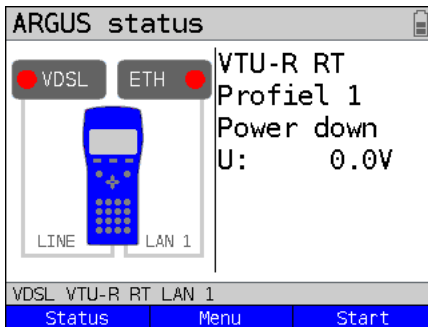 ARGUS status
VDSL
ETH
VTU-R RT
Profiel 1
Power down
U: 0.0V
LINE
LAN 1
VDSL VTU-R RT LAN 1
Status Menu Start